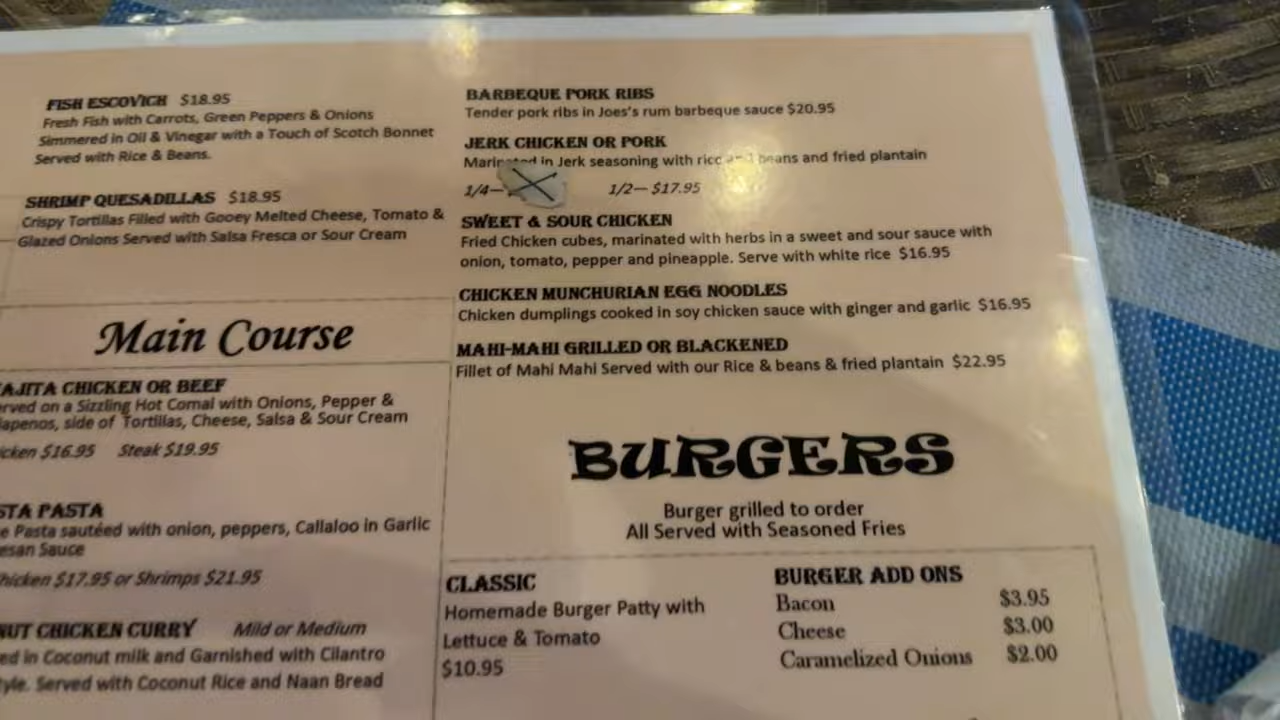 FISH ESCOVICH $18.95
Fresh Fish with Carrots, Green Peppers & Onions
Simmered in Oil & Vinegar with a Touch of Scotch Bonnet
Served with Rice & Beans.
SHRIMP QUESADILLAS $18.95
Crispy Tortillas Filled with Gooey Melted Cheese, Tomato &
Glazed Onions Served with Salsa Fresca or Sour Cream
Main Course
AJITA CHICKEN OR BEEF
rved on a Sizzling Hot Comal with Onions, Pepper &
lapenos, side of Tortillas, Cheese, Salsa & Sour Cream
icken $16.95 Steak $19.95
STA PASTA
e Pasta sautéed with onion, peppers, Callaloo in Garlic
esan Sauce
hicken $17.95 or Shrimps $21.95
NUT CHICKEN CURRY Mild or Medium
ed in Coconut milk and Garnished with Cilantro
tyle. Served with Coconut Rice and Naan Bread
BARBEQUE PORK RIBS
Tender pork ribs in Joes's rum barbeque sauce $20.95
JERK CHICKEN OR PORK
Marinated in Jerk seasoning with rice and beans and fried plantain
1/4— 1/2— $17.95
SWEET & SOUR CHICKEN
Fried Chicken cubes, marinated with herbs in a sweet and sour sauce with
onion, tomato, pepper and pineapple. Serve with white rice $16.95
CHICKEN MUNCHURIAN EGG NOODLES
Chicken dumplings cooked in soy chicken sauce with ginger and garlic $16.95
MAHI-MAHI GRILLED OR BLACKENED
Fillet of Mahi Mahi Served with our Rice & beans & fried plantain $22.95
BURGERS
Burger grilled to order
All Served with Seasoned Fries
CLASSIC
Homemade Burger Patty with
Lettuce & Tomato
$10.95
BURGER ADD ONS
Bacon $3.95
Cheese $3.00
Caramelized Onions $2.00